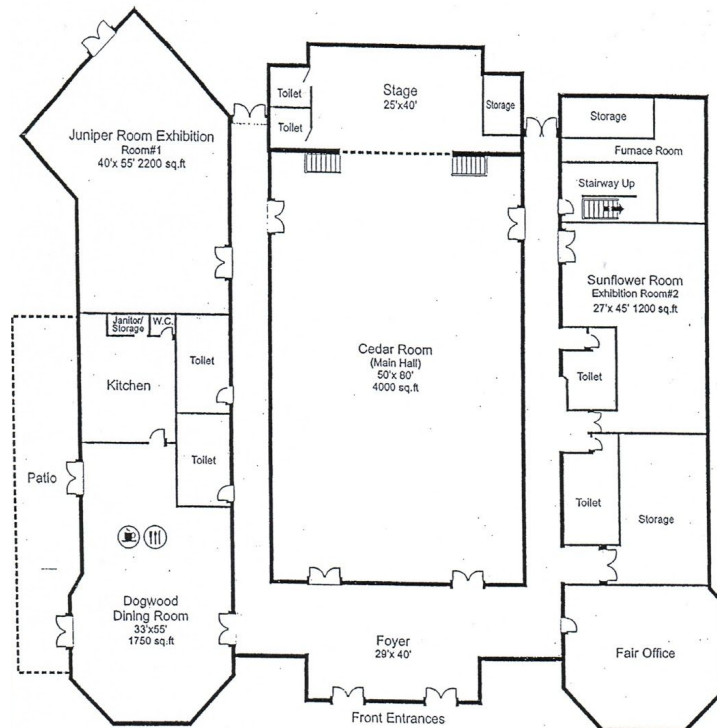 Toilet
Toilet
Stage
25'x40'
Storage
Storage
Furnace Room
Stairway Up
Juniper Room Exhibition
Room#1
40'x 55' 2200 sq.ft
Sunflower Room
Exhibition Room#2
27'x 45' 1200 sq.ft
Janitor/
Storage
W.C.
Toilet
Kitchen
Cedar Room
(Main Hall)
50'x 80'
4000 sq.ft
Toilet
Toilet
Patio
Toilet
Storage
Dogwood
Dining Room
33'x55'
1750 sq.ft
Foyer
29'x 40'
Fair Office
Front Entrances